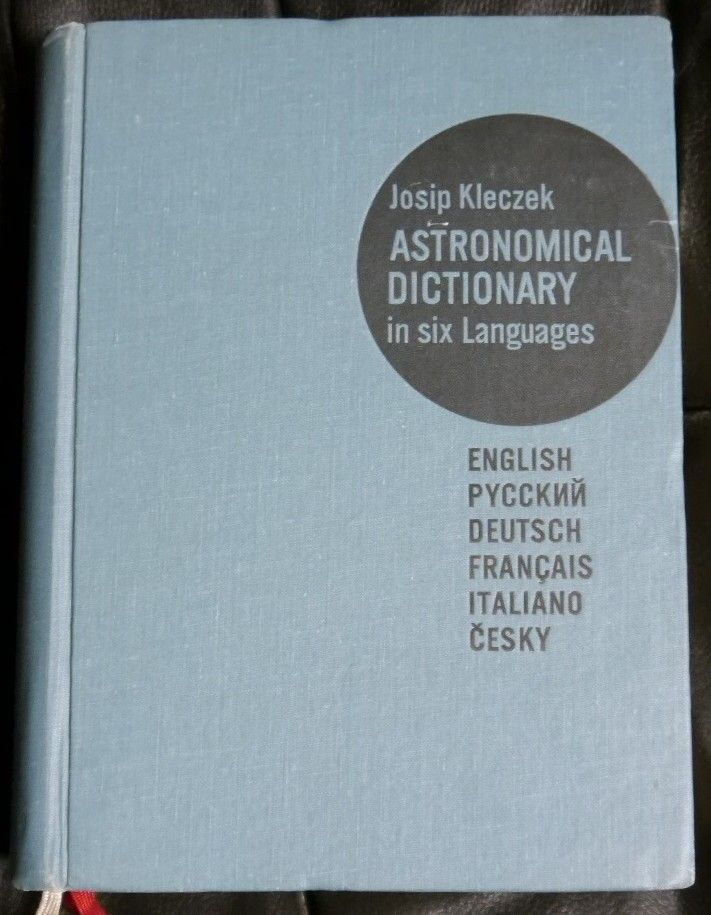 Josip Kleczek
ASTRONOMICAL
DICTIONARY
in six Languages
ENGLISH
РУССКИЙ
DEUTSCH
FRANÇAIS
ITALIANO
ČESKY